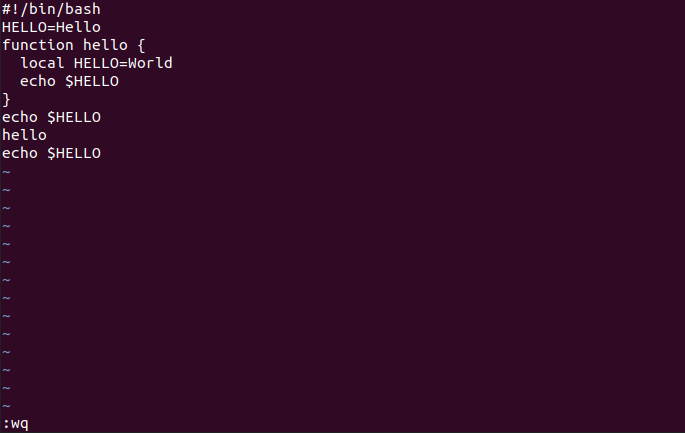 #!/bin/bash
HELLO=Hello
function hello {
  local HELLO=World
  echo $HELLO
}
echo $HELLO
hello
echo $HELLO
~
~
~
~
~
~
~
~
~
~
~
~
~
~
:wq